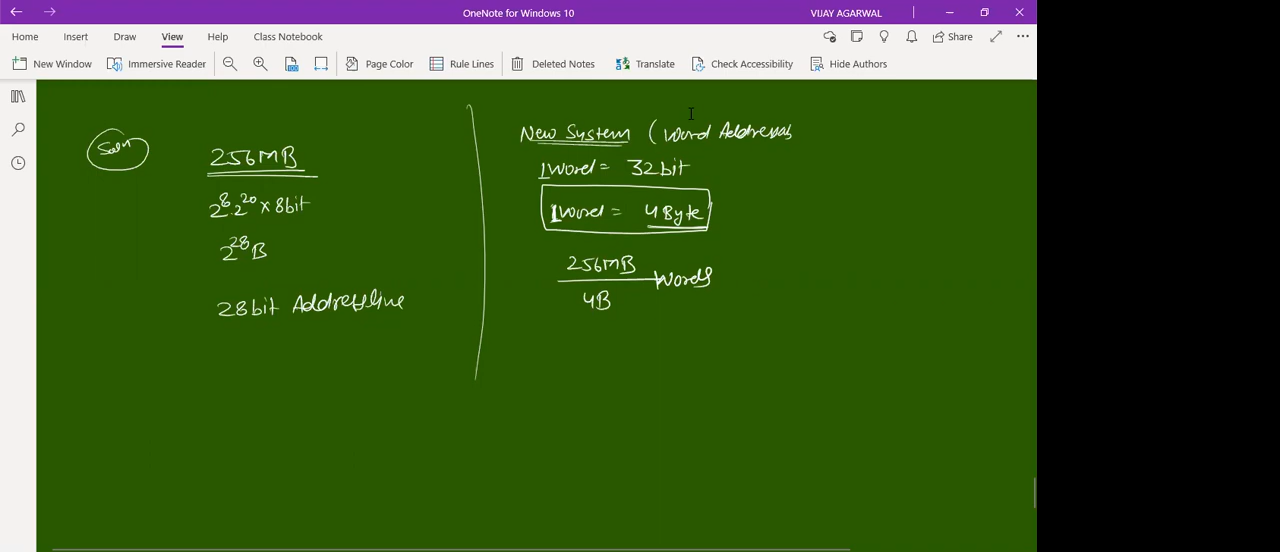 OneNote for Windows 10
VIJAY AGARWAL
Home Insert Draw View Help Class Notebook
Share
New Window Immersive Reader Page Color Rule Lines Deleted Notes Translate Check Accessibility Hide Authors
256MB
2^8.2^20 x 8bit
2^28 B
28bit Addressline
New System (Word Address
1Word = 32bit
1Word = 4Byte
256MB
4B
Words